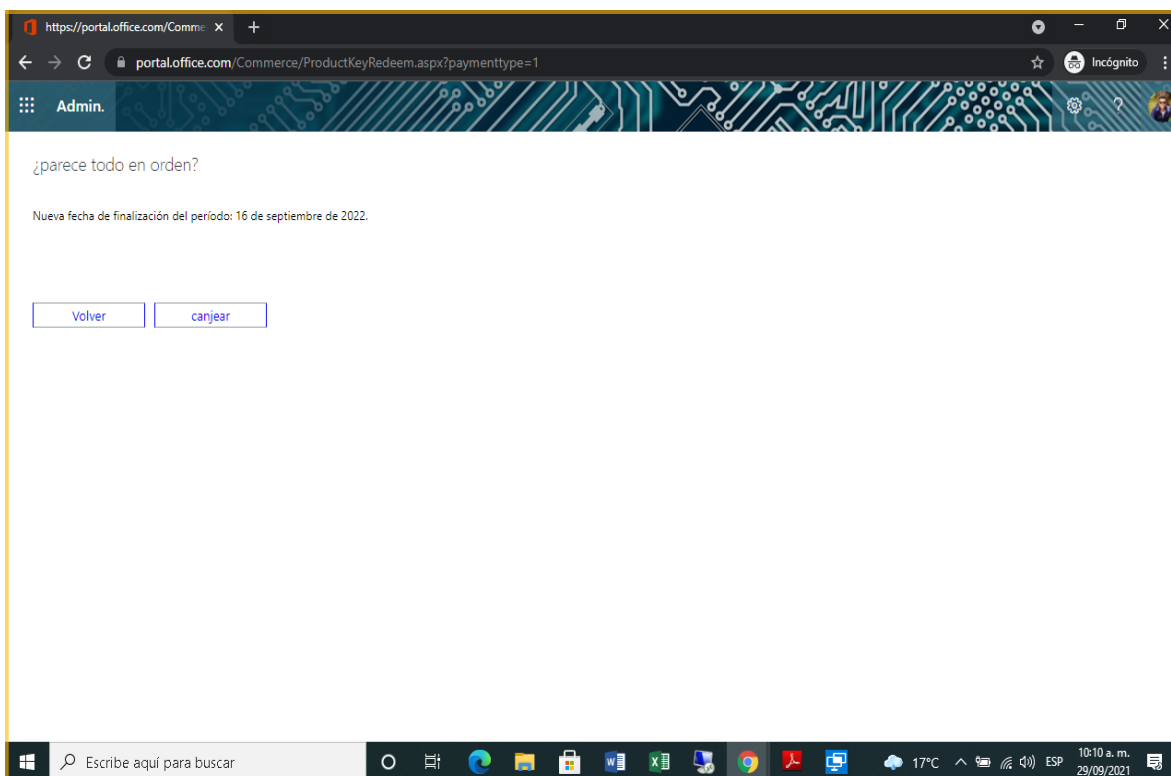 https://portal.office.com/Comme
portal.office.com/Commerce/ProductKeyRedeem.aspx?paymenttype=1
Incógnito
Admin.
¿parece todo en orden?
Nueva fecha de finalización del período: 16 de septiembre de 2022.
Volver
canjear
Escribe aquí para buscar
17°C
ESP
10:10 a. m.
29/09/2021